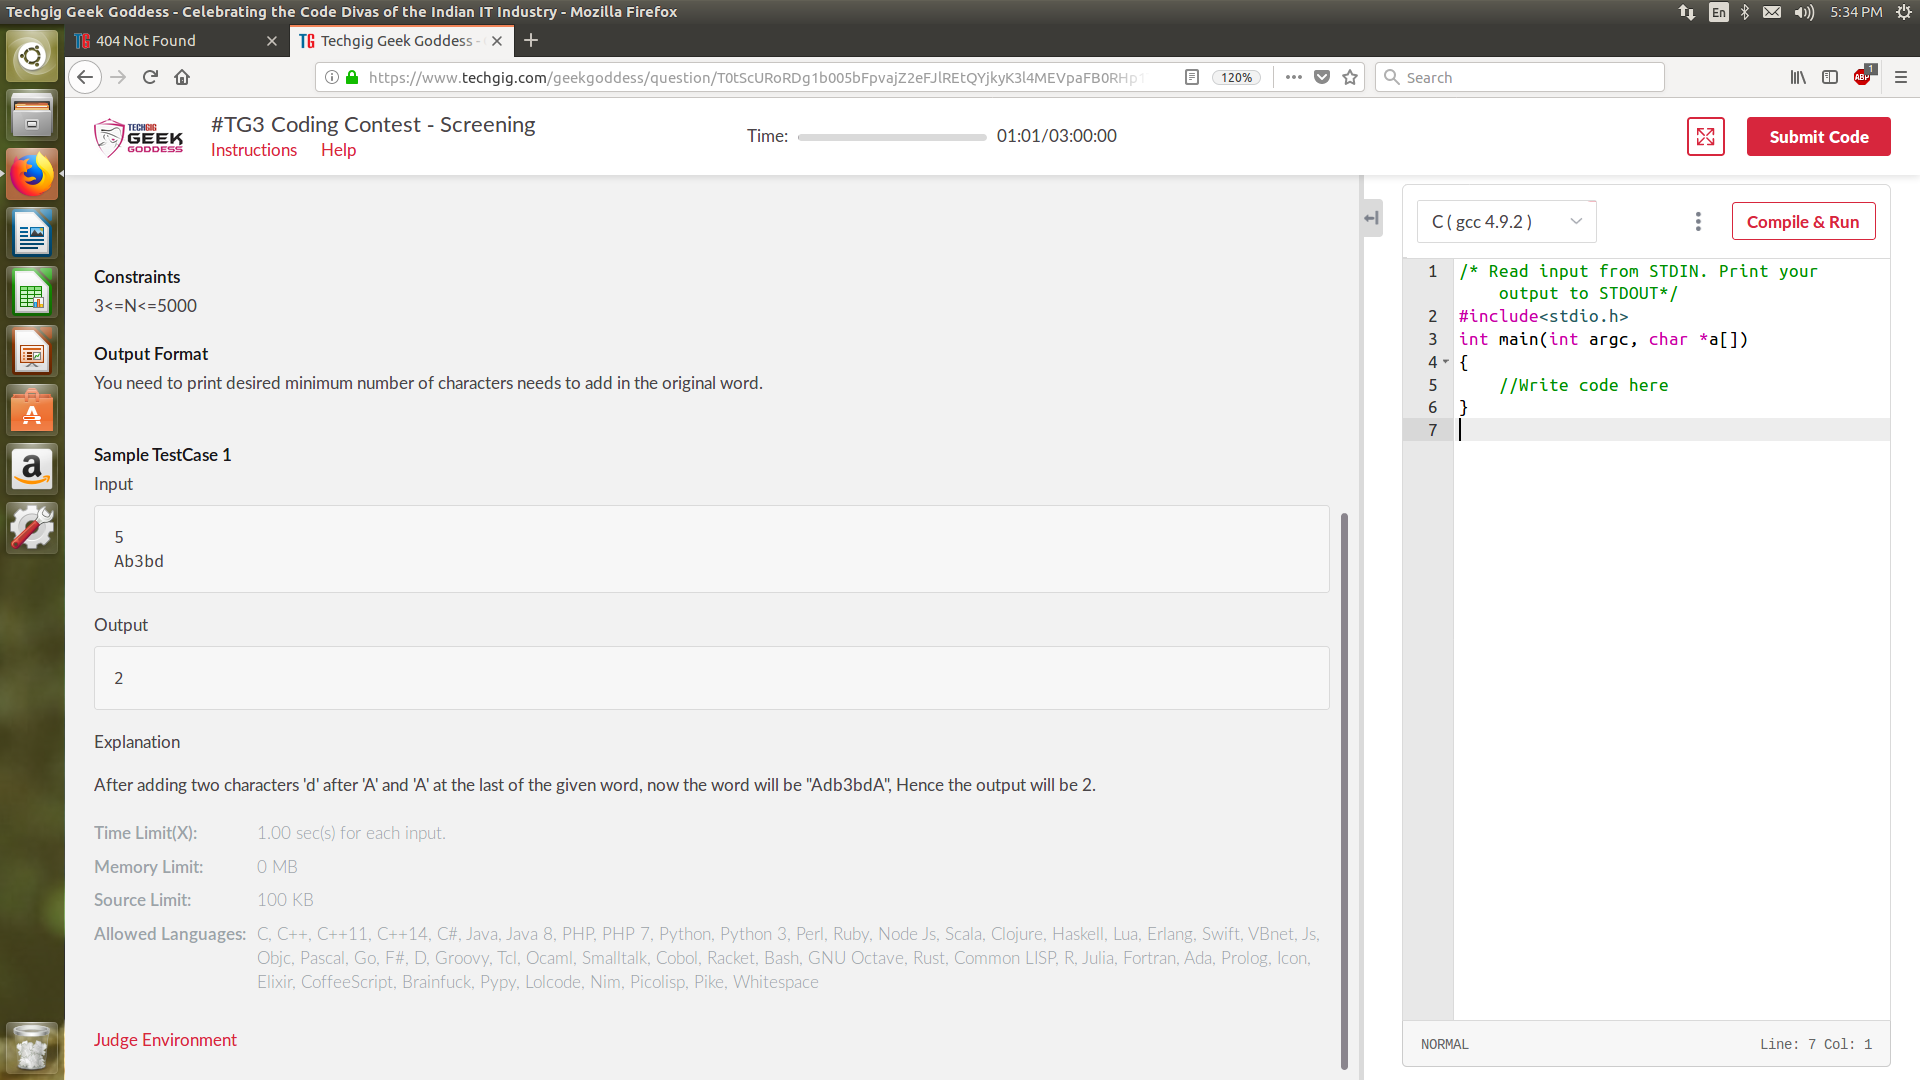 Techgig Geek Goddess - Celebrating the Code Divas of the Indian IT Industry - Mozilla Firefox
En
5:34 PM
TG 404 Not Found
TG Techgig Geek Goddess -
120%
Search
ABP
1
TECHGIG
GEEK
GODDESS
#TG3 Coding Contest - Screening
Instructions Help
Time: 01:01/03:00:00
Submit Code
Constraints
3<=N<=5000
Output Format
You need to print desired minimum number of characters needs to add in the original word.
Sample TestCase 1
Input
5
Ab3bd
Output
2
Explanation
After adding two characters 'd' after 'A' and 'A' at the last of the given word, now the word will be "Adb3bdA", Hence the output will be 2.
Time Limit(X): 1.00 sec(s) for each input.
Memory Limit: 0 MB
Source Limit: 100 KB
Allowed Languages: C, C++, C++11, C++14, C#, Java, Java 8, PHP, PHP 7, Python, Python 3, Perl, Ruby, Node Js, Scala, Clojure, Haskell, Lua, Erlang, Swift, VBnet, Js,
Objc, Pascal, Go, F#, D, Groovy, Tcl, Ocaml, Smalltalk, Cobol, Racket, Bash, GNU Octave, Rust, Common LISP, R, Julia, Fortran, Ada, Prolog, Icon,
Elixir, CoffeeScript, Brainfuck, Pypy, Lolcode, Nim, Picolisp, Pike, Whitespace
Judge Environment
C ( gcc 4.9.2 )
Compile & Run
1 /* Read input from STDIN. Print your
output to STDOUT*/
2 #include<stdio.h>
3 int main(int argc, char *a[])
4 {
5 //Write code here
6 }
7
NORMAL
Line: 7 Col: 1